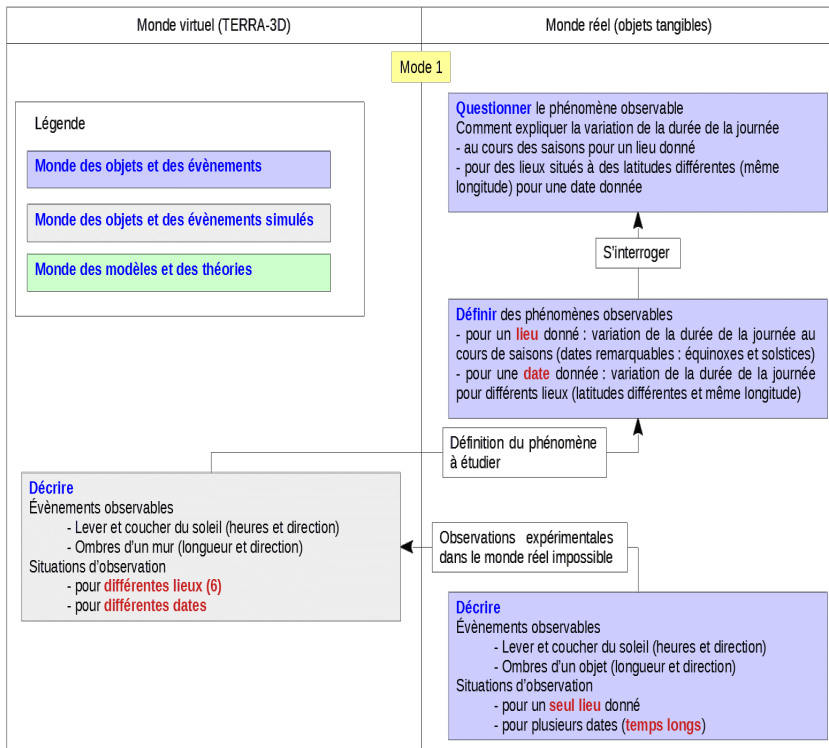 Monde virtuel (TERRA-3D)
Monde réel (objets tangibles)
Mode 1
Légende
Monde des objets et des évènements
Monde des objets et des évènements simulés
Monde des modèles et des théories
Questionner le phénomène observable
Comment expliquer la variation de la durée de la journée
- au cours des saisons pour un lieu donné
- pour des lieux situés à des latitudes différentes (même
longitude) pour une date donnée
S'interroger
Définir des phénomènes observables
- pour un lieu donné : variation de la durée de la journée au
cours de saisons (dates remarquables : équinoxes et solstices)
- pour une date donnée : variation de la durée de la journée
pour différents lieux (latitudes différentes et même longitude)
Définition du phénomène
à étudier
Décrire
Évènements observables
- Lever et coucher du soleil (heures et direction)
- Ombres d'un mur (longueur et direction)
Situations d'observation
- pour différentes lieux (6)
- pour différentes dates
Observations expérimentales
dans le monde réel impossible
Décrire
Évènements observables
- Lever et coucher du soleil (heures et direction)
- Ombres d'un objet (longueur et direction)
Situations d'observation
- pour un seul lieu donné
- pour plusieurs dates (temps longs)